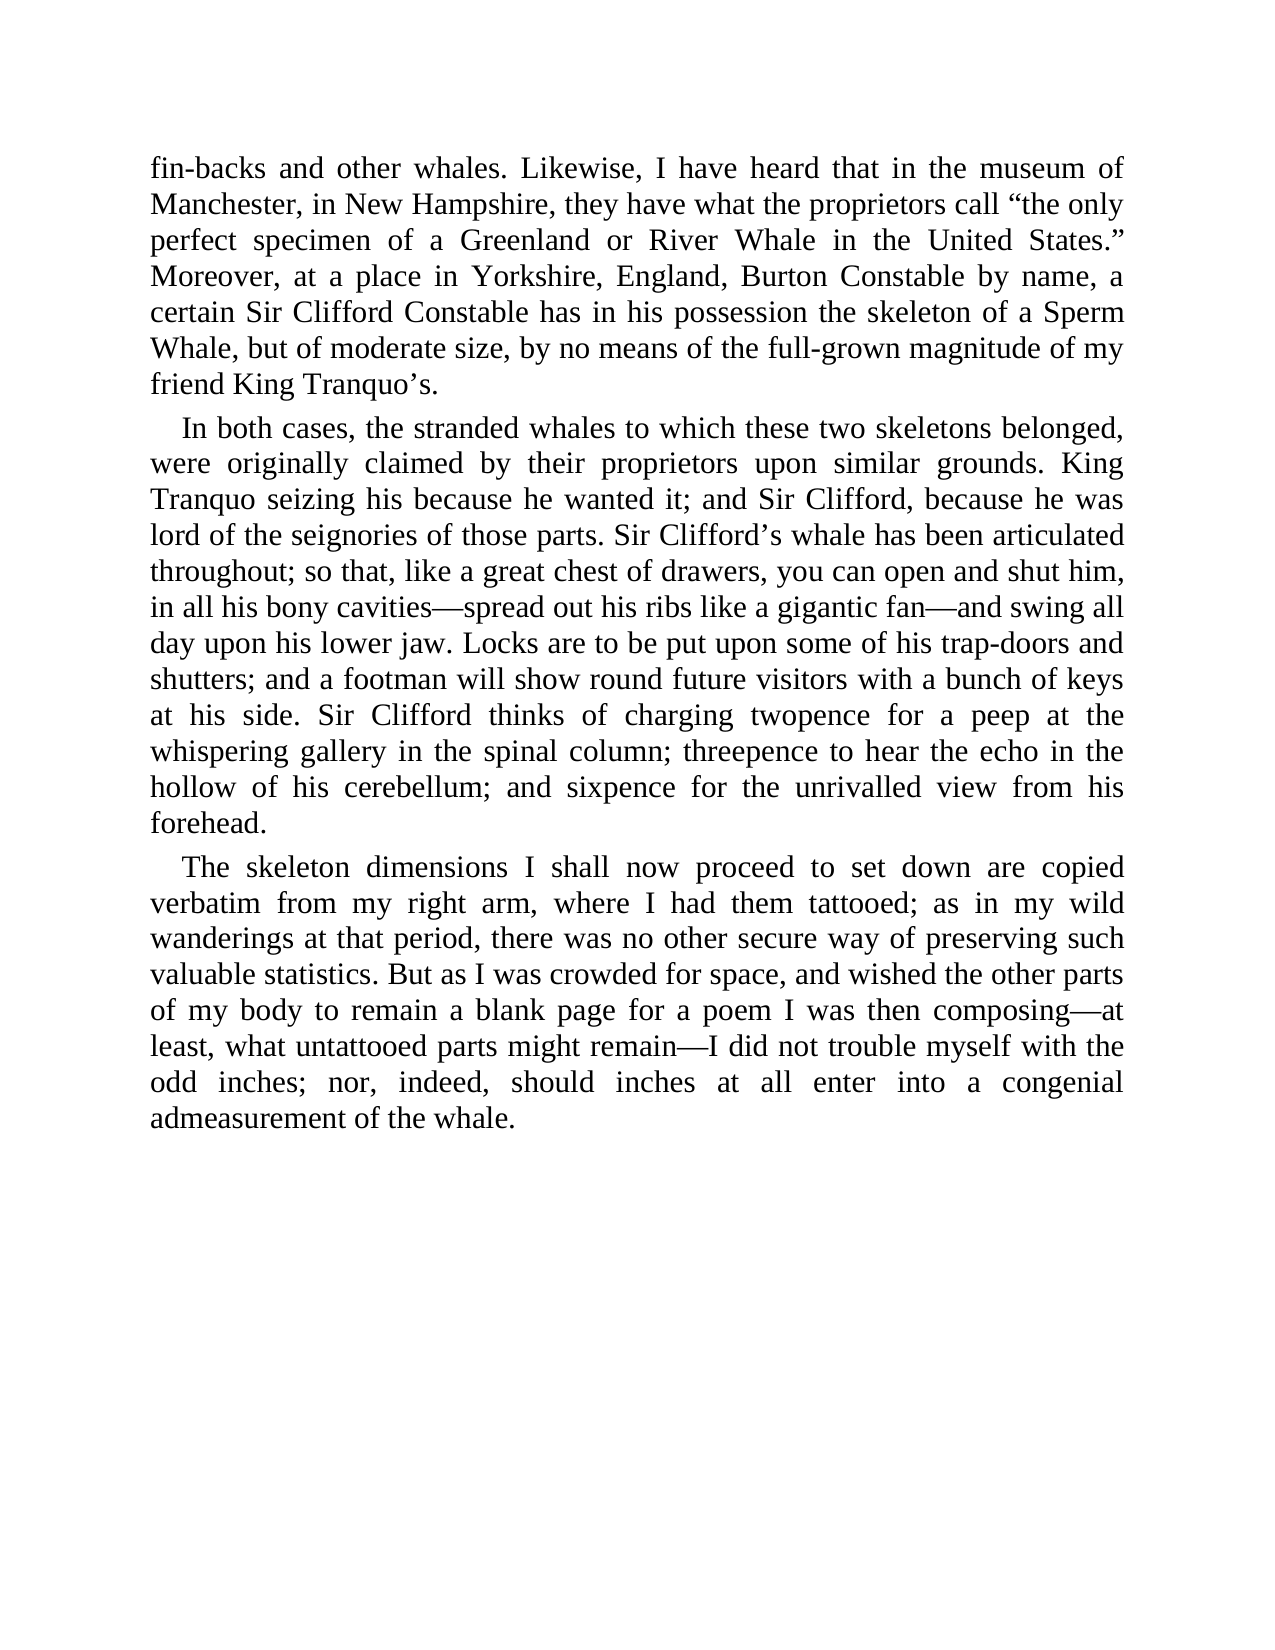 fin-backs and other whales. Likewise, I have heard that in the museum of
Manchester, in New Hampshire, they have what the proprietors call “the only
perfect specimen of a Greenland or River Whale in the United States.”
Moreover, at a place in Yorkshire, England, Burton Constable by name, a
certain Sir Clifford Constable has in his possession the skeleton of a Sperm
Whale, but of moderate size, by no means of the full-grown magnitude of my
friend King Tranquo’s.
In both cases, the stranded whales to which these two skeletons belonged,
were originally claimed by their proprietors upon similar grounds. King
Tranquo seizing his because he wanted it; and Sir Clifford, because he was
lord of the seignories of those parts. Sir Clifford’s whale has been articulated
throughout; so that, like a great chest of drawers, you can open and shut him,
in all his bony cavities—spread out his ribs like a gigantic fan—and swing all
day upon his lower jaw. Locks are to be put upon some of his trap-doors and
shutters; and a footman will show round future visitors with a bunch of keys
at his side. Sir Clifford thinks of charging twopence for a peep at the
whispering gallery in the spinal column; threepence to hear the echo in the
hollow of his cerebellum; and sixpence for the unrivalled view from his
forehead.
The skeleton dimensions I shall now proceed to set down are copied
verbatim from my right arm, where I had them tattooed; as in my wild
wanderings at that period, there was no other secure way of preserving such
valuable statistics. But as I was crowded for space, and wished the other parts
of my body to remain a blank page for a poem I was then composing—at
least, what untattooed parts might remain—I did not trouble myself with the
odd inches; nor, indeed, should inches at all enter into a congenial
admeasurement of the whale.